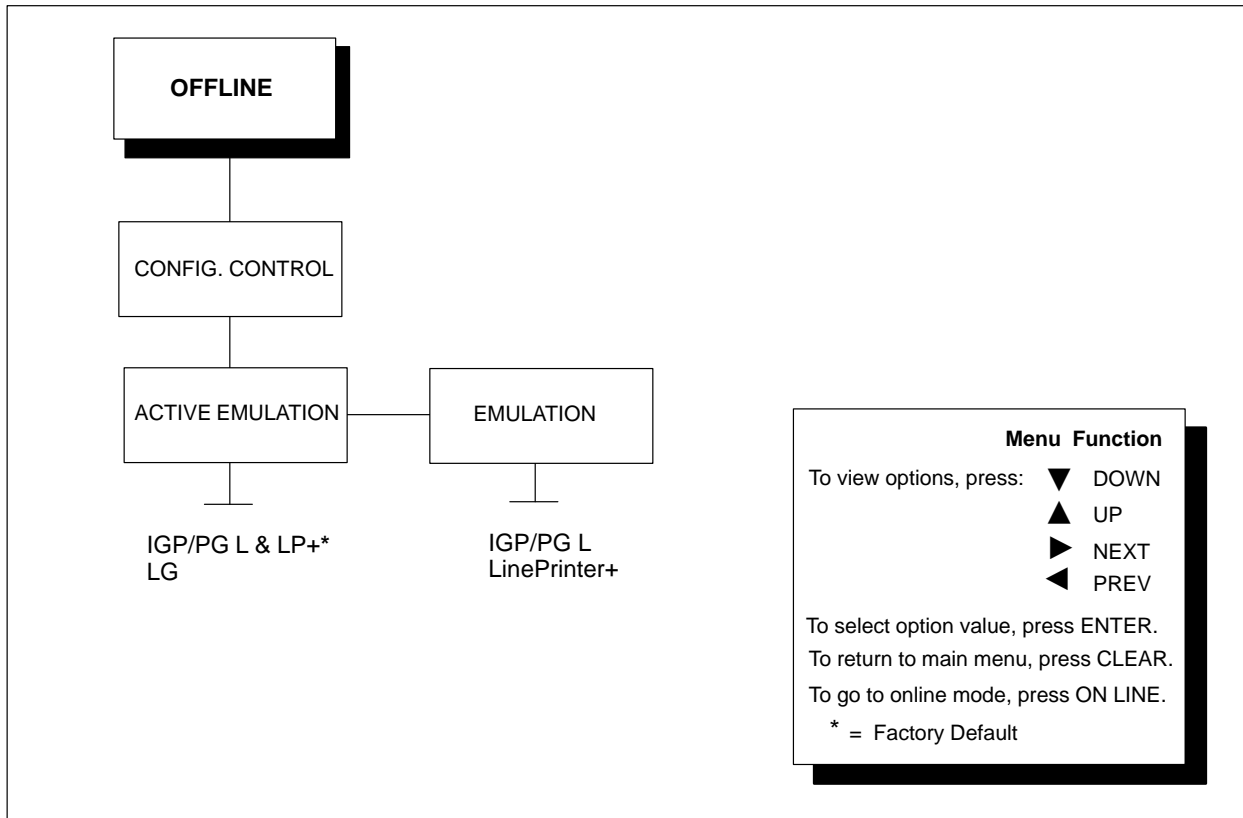 OFFLINE
CONFIG. CONTROL
ACTIVE EMULATION
EMULATION
IGP/PG L & LP+*
LG
IGP/PG L
LinePrinter+
Menu Function
To view options, press: ▼ DOWN
▲ UP
► NEXT
◄ PREV
To select option value, press ENTER.
To return to main menu, press CLEAR.
To go to online mode, press ON LINE.
* = Factory Default